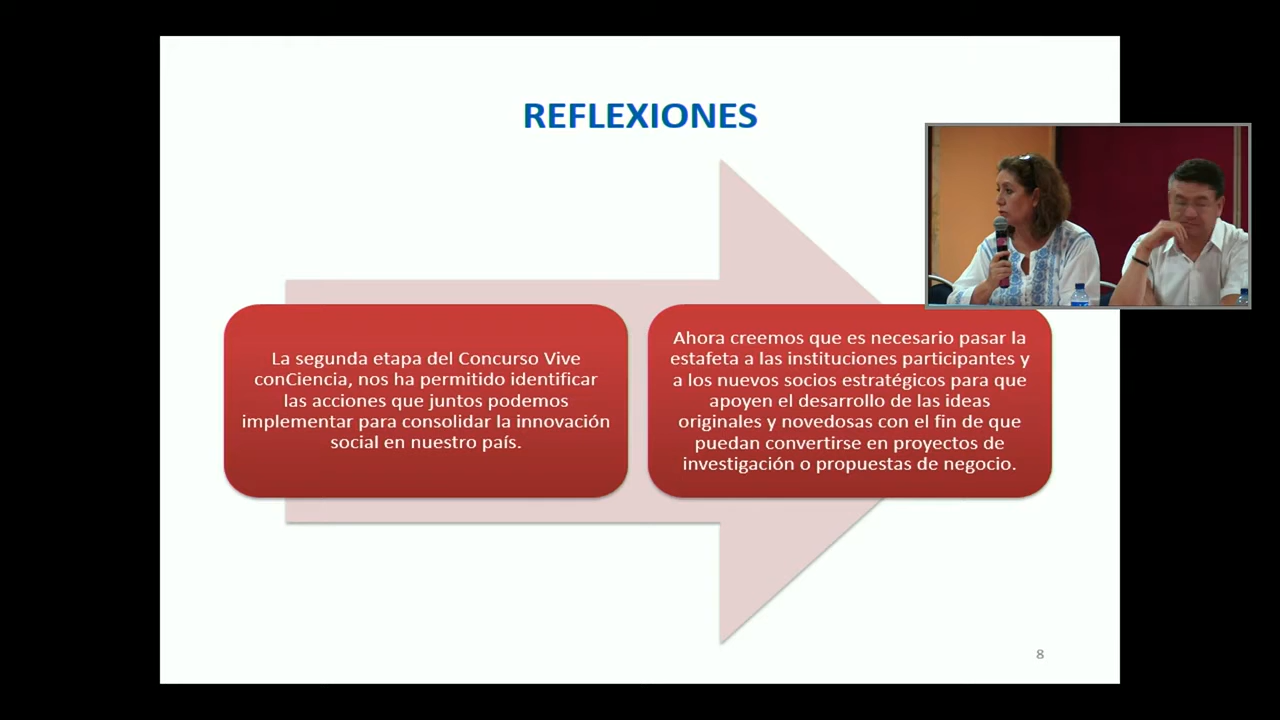 REFLEXIONES
La segunda etapa del Concurso Vive
conCiencia, nos ha permitido identificar
las acciones que juntos podemos
implementar para consolidar la innovación
social en nuestro país.
Ahora creemos que es necesario pasar la
estafeta a las instituciones participantes y
a los nuevos socios estratégicos para que
apoyen el desarrollo de las ideas
originales y novedosas con el fin de que
puedan convertirse en proyectos de
investigación o propuestas de negocio.
8